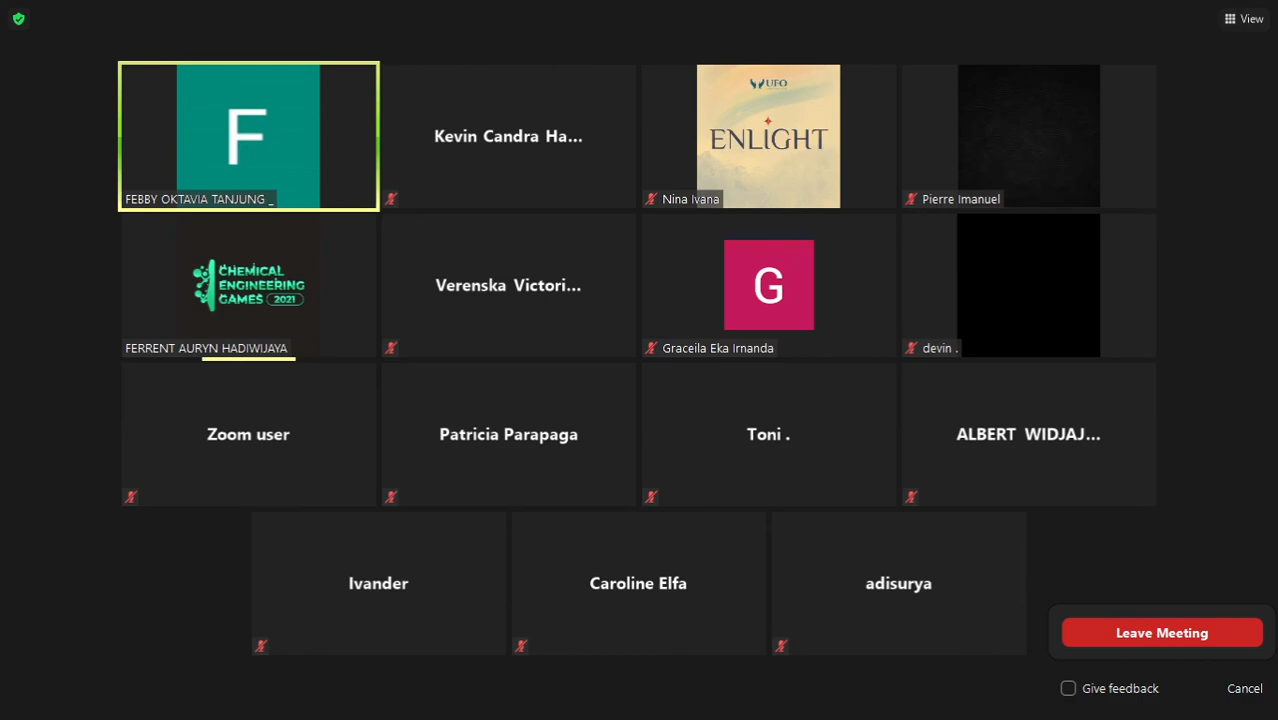 View
F
FEBBY OKTAVIA TANJUNG _
Kevin Candra Ha...
UFO
ENLIGHT
Nina Ivana
Pierre Imanuel
CHEMICAL
ENGINEERING
GAMES 2021
FERRENT AURYN HADIWIJAYA
Verenska Victori...
G
Graceila Eka Irnanda
devin .
Zoom user
Patricia Parapaga
Toni .
ALBERT WIDJAJ...
Ivander
Caroline Elfa
adisurya
Leave Meeting
Give feedback
Cancel